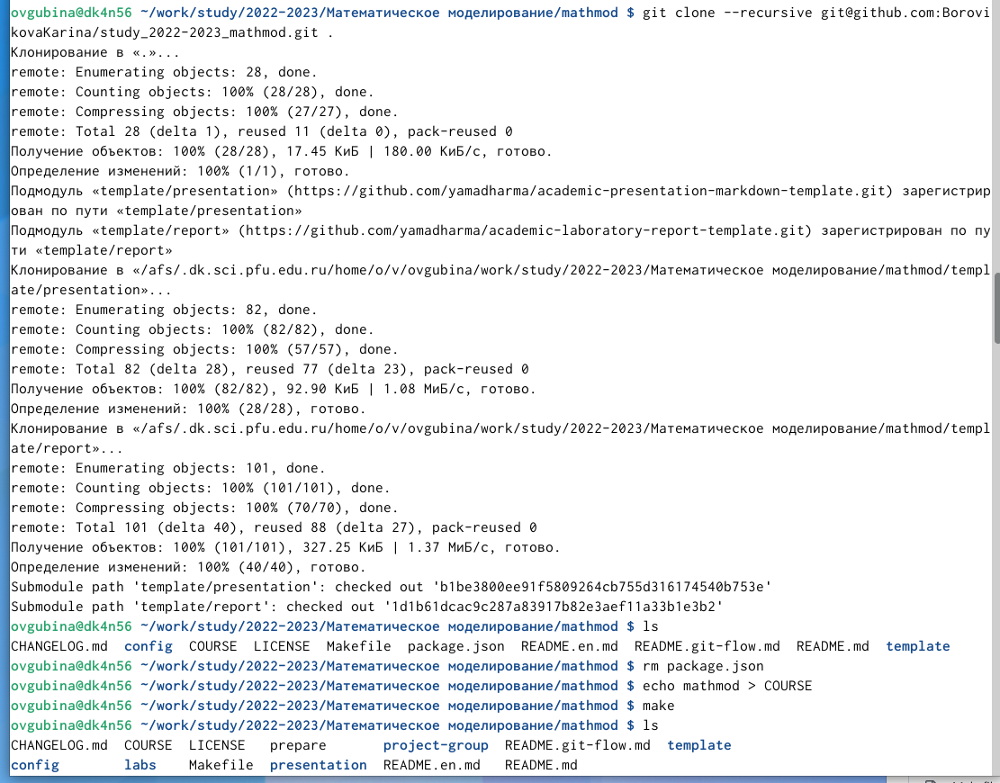 ovgubina@dk4n56 ~/work/study/2022-2023/Математическое моделирование/mathmod $ git clone --recursive git@github.com:Borovi
kovaKarina/study_2022-2023_mathmod.git .
Клонирование в «.»...
remote: Enumerating objects: 28, done.
remote: Counting objects: 100% (28/28), done.
remote: Compressing objects: 100% (27/27), done.
remote: Total 28 (delta 1), reused 11 (delta 0), pack-reused 0
Получение объектов: 100% (28/28), 17.45 КиБ | 180.00 КиБ/с, готово.
Определение изменений: 100% (1/1), готово.
Подмодуль «template/presentation» (https://github.com/yamadharma/academic-presentation-markdown-template.git) зарегистрир
ован по пути «template/presentation»
Подмодуль «template/report» (https://github.com/yamadharma/academic-laboratory-report-template.git) зарегистрирован по пу
ти «template/report»
Клонирование в «/afs/.dk.sci.pfu.edu.ru/home/o/v/ovgubina/work/study/2022-2023/Математическое моделирование/mathmod/templ
ate/presentation»...
remote: Enumerating objects: 82, done.
remote: Counting objects: 100% (82/82), done.
remote: Compressing objects: 100% (57/57), done.
remote: Total 82 (delta 28), reused 77 (delta 23), pack-reused 0
Получение объектов: 100% (82/82), 92.90 КиБ | 1.08 МиБ/с, готово.
Определение изменений: 100% (28/28), готово.
Клонирование в «/afs/.dk.sci.pfu.edu.ru/home/o/v/ovgubina/work/study/2022-2023/Математическое моделирование/mathmod/templ
ate/report»...
remote: Enumerating objects: 101, done.
remote: Counting objects: 100% (101/101), done.
remote: Compressing objects: 100% (70/70), done.
remote: Total 101 (delta 40), reused 88 (delta 27), pack-reused 0
Получение объектов: 100% (101/101), 327.25 КиБ | 1.37 МиБ/с, готово.
Определение изменений: 100% (40/40), готово.
Submodule path 'template/presentation': checked out 'b1be3800ee91f5809264cb755d316174540b753e'
Submodule path 'template/report': checked out '1d1b61dcac9c287a83917b82e3aef11a33b1e3b2'
ovgubina@dk4n56 ~/work/study/2022-2023/Математическое моделирование/mathmod $ ls
CHANGELOG.md  config  COURSE  LICENSE  Makefile  package.json  README.en.md  README.git-flow.md  README.md  template
ovgubina@dk4n56 ~/work/study/2022-2023/Математическое моделирование/mathmod $ rm package.json
ovgubina@dk4n56 ~/work/study/2022-2023/Математическое моделирование/mathmod $ echo mathmod > COURSE
ovgubina@dk4n56 ~/work/study/2022-2023/Математическое моделирование/mathmod $ make
ovgubina@dk4n56 ~/work/study/2022-2023/Математическое моделирование/mathmod $ ls
CHANGELOG.md  COURSE  LICENSE   prepare       project-group  README.git-flow.md  template
config        labs    Makefile  presentation  README.en.md   README.md